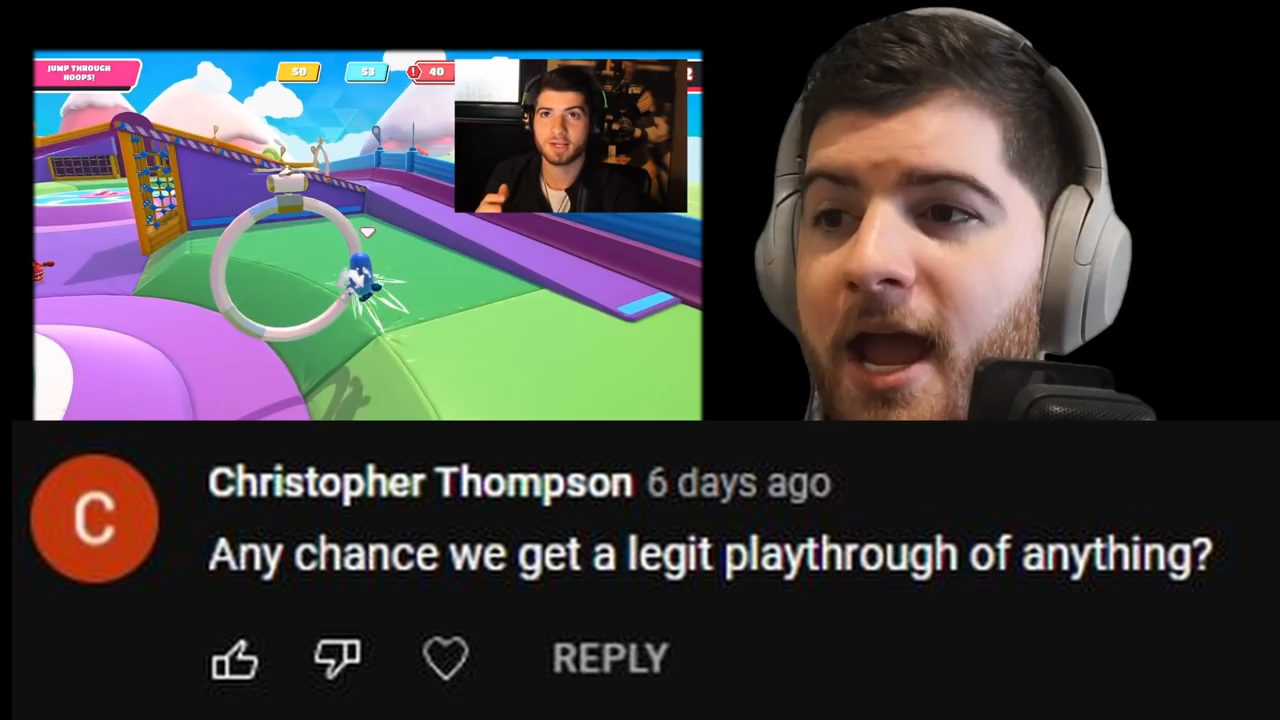 JUMP THROUGH
HOOPS!
50
53
! 40
C
Christopher Thompson 6 days ago
Any chance we get a legit playthrough of anything?
REPLY